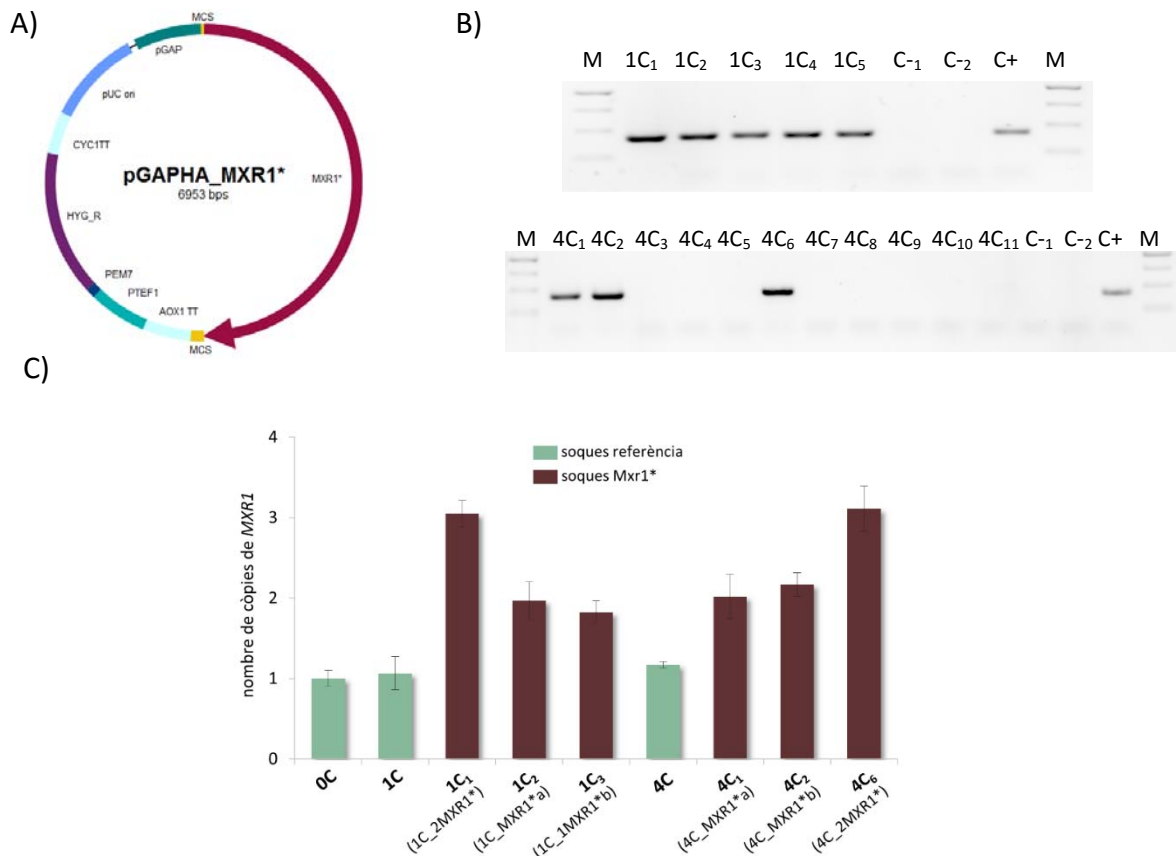 A)
MCS
pGAP
pUC ori
CYC1TT
pGAPHA_MXR1*
6953 bps
MXR1*
HYG_R
PEM7
PTEF1
AOX1 TT
MCS
B)
M 1C₁ 1C₂ 1C₃ 1C₄ 1C₅ C-₁ C-₂ C+ M
M 4C₁ 4C₂ 4C₃ 4C₄ 4C₅ 4C₆ 4C₇ 4C₈ 4C₉ 4C₁₀ 4C₁₁ C-₁ C-₂ C+ M
C)
nombre de còpies de MXR1
4
3
2
1
0
soques referència
soques Mxr1*
0C 1C 1C₁ 1C₂ 1C₃ 4C 4C₁ 4C₂ 4C₆
(1C_2MXR1*) (1C_MXR1*a) (1C_1MXR1*b) (4C_MXR1*a) (4C_MXR1*b) (4C_2MXR1*)